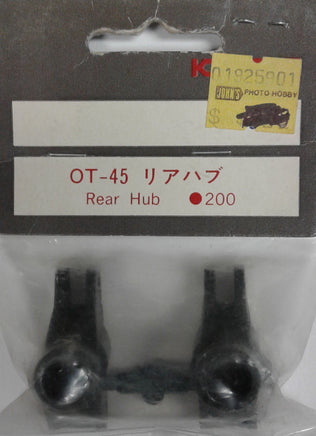 K
01925901
PHOTO HOBBY
$
OT-45 リアハブ
Rear Hub ●200